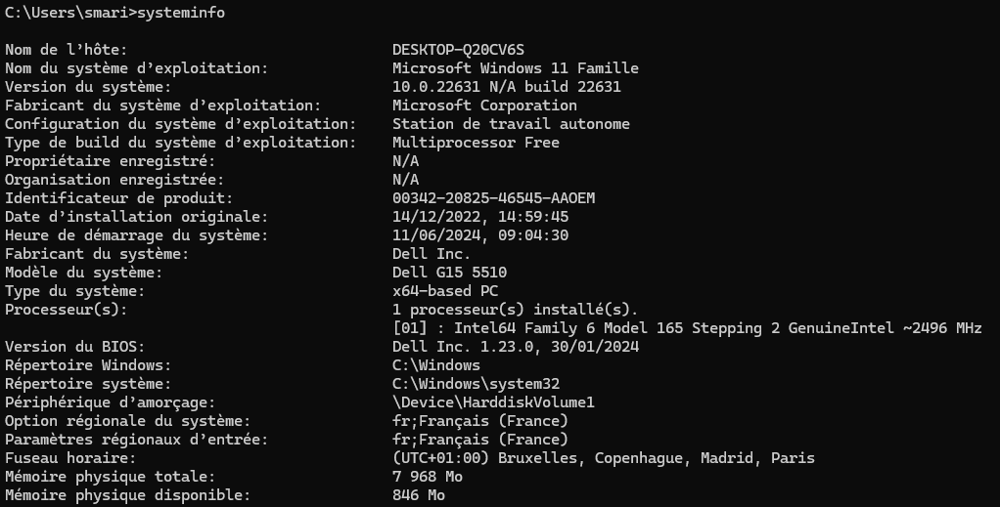 C:\Users\smari>systeminfo
Nom de l’hôte: DESKTOP-Q20CV6S
Nom du système d’exploitation: Microsoft Windows 11 Famille
Version du système: 10.0.22631 N/A build 22631
Fabricant du système d’exploitation: Microsoft Corporation
Configuration du système d’exploitation: Station de travail autonome
Type de build du système d’exploitation: Multiprocessor Free
Propriétaire enregistré: N/A
Organisation enregistrée: N/A
Identificateur de produit: 00342-20825-46545-AAOEM
Date d’installation originale: 14/12/2022, 14:59:45
Heure de démarrage du système: 11/06/2024, 09:04:30
Fabricant du système: Dell Inc.
Modèle du système: Dell G15 5510
Type du système: x64-based PC
Processeur(s): 1 processeur(s) installé(s).
[01] : Intel64 Family 6 Model 165 Stepping 2 GenuineIntel ~2496 MHz
Version du BIOS: Dell Inc. 1.23.0, 30/01/2024
Répertoire Windows: C:\Windows
Répertoire système: C:\Windows\system32
Périphérique d’amorçage: \Device\HarddiskVolume1
Option régionale du système: fr;Français (France)
Paramètres régionaux d’entrée: fr;Français (France)
Fuseau horaire: (UTC+01:00) Bruxelles, Copenhague, Madrid, Paris
Mémoire physique totale: 7 968 Mo
Mémoire physique disponible: 846 Mo